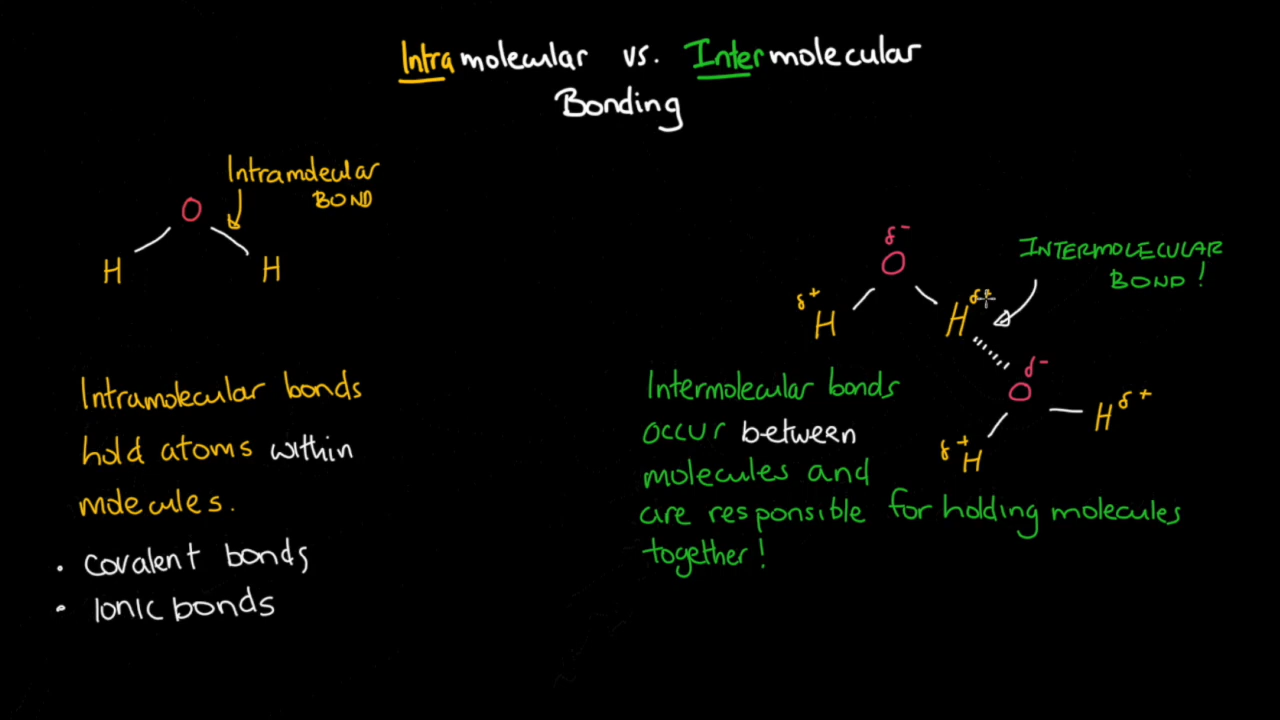 Intramolecular vs. Intermolecular
Bonding
Intramolecular
BOND
O
H H
Intramolecular bonds
hold atoms within
molecules.
• covalent bonds
• Ionic bonds
δ-
O
δ+
H
δ+
H
INTERMOLECULAR
BOND!
δ-
O
H δ+
δ+
H
Intermolecular bonds
occur between
molecules and
are responsible for holding molecules
together!